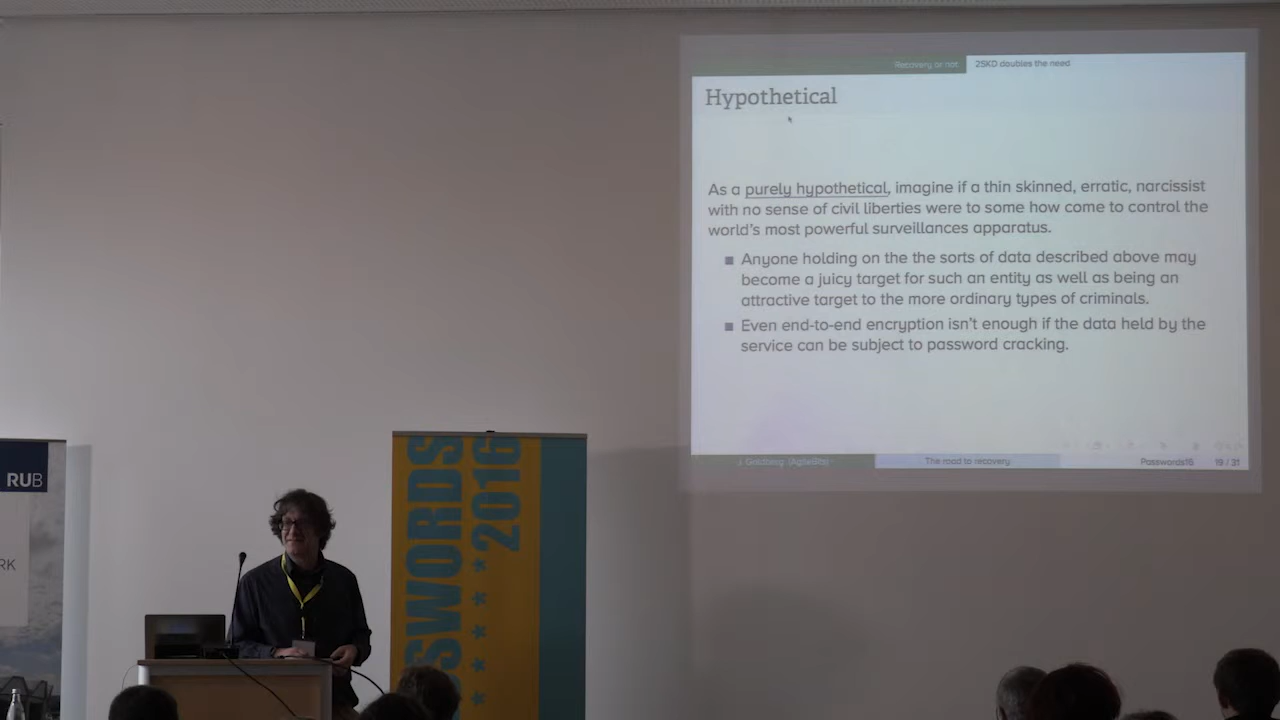 Recovery or not
2SKD doubles the need
Hypothetical
As a purely hypothetical, imagine if a thin skinned, erratic, narcissist
with no sense of civil liberties were to some how come to control the
world's most powerful surveillances apparatus.
Anyone holding on the the sorts of data described above may
become a juicy target for such an entity as well as being an
attractive target to the more ordinary types of criminals.
Even end-to-end encryption isn't enough if the data held by the
service can be subject to password cracking.
J Goldberg (AgileBits)
The road to recovery
Passwords16
19 / 31
SSWORDS
2016
RUB
RK